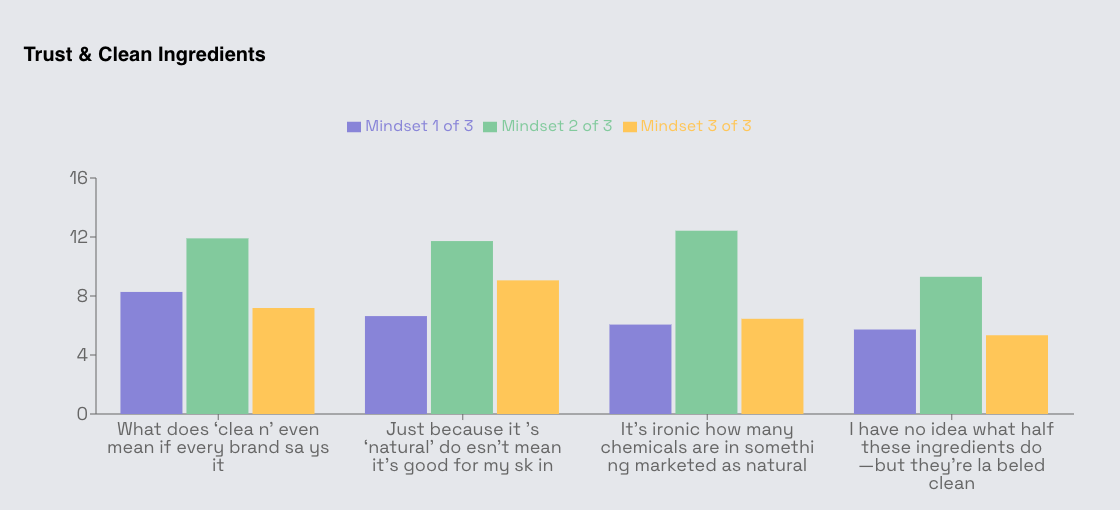 Trust & Clean Ingredients
Mindset 1 of 3 Mindset 2 of 3 Mindset 3 of 3
16
12
8
4
0
What does ‘clea n’ even
mean if every brand sa ys
it
Just because it ’s
‘natural’ do esn’t mean
it’s good for my sk in
It’s ironic how many
chemicals are in somethi
ng marketed as natural
I have no idea what half
these ingredients do
—but they’re la beled
clean